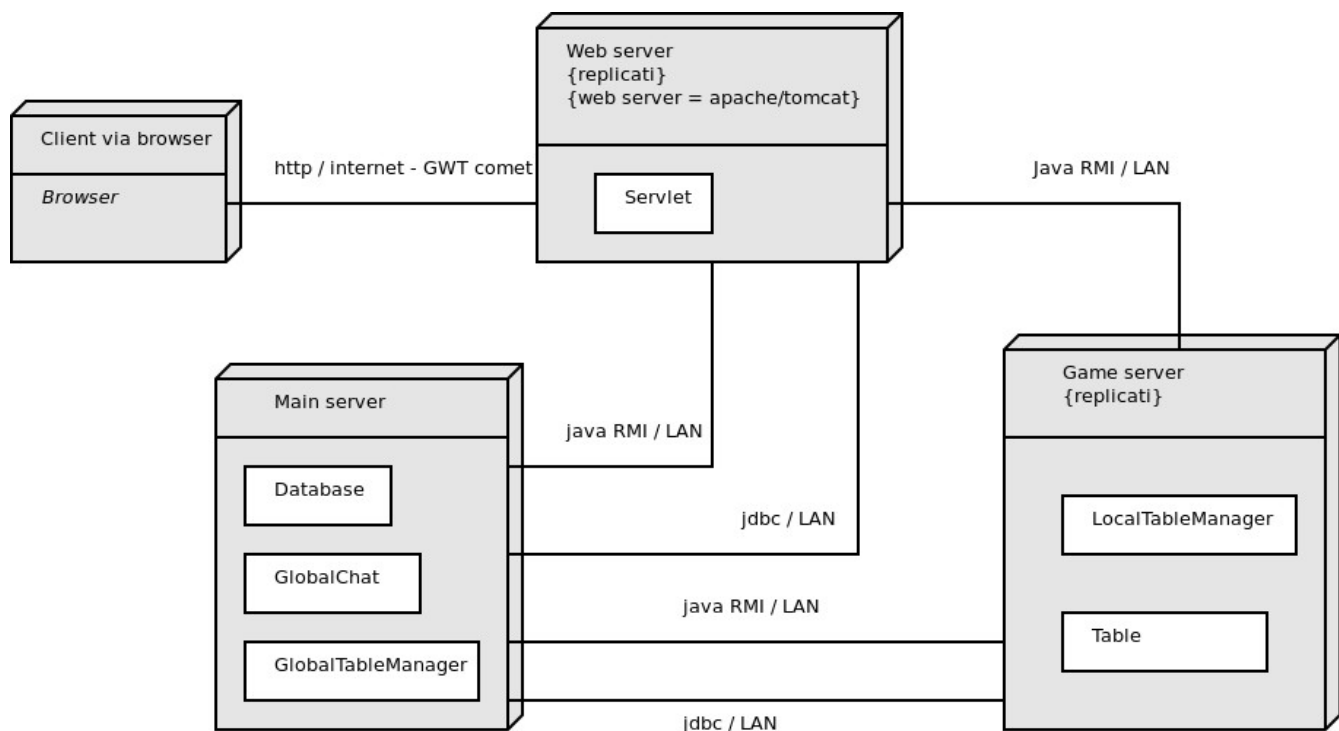 Web server
{replicati}
{web server = apache/tomcat}
Client via browser
http / internet - GWT comet
Java RMI / LAN
Browser
Servlet
Game server
{replicati}
Main server
java RMI / LAN
Database
LocalTableManager
jdbc / LAN
GlobalChat
java RMI / LAN
Table
GlobalTableManager
jdbc / LAN